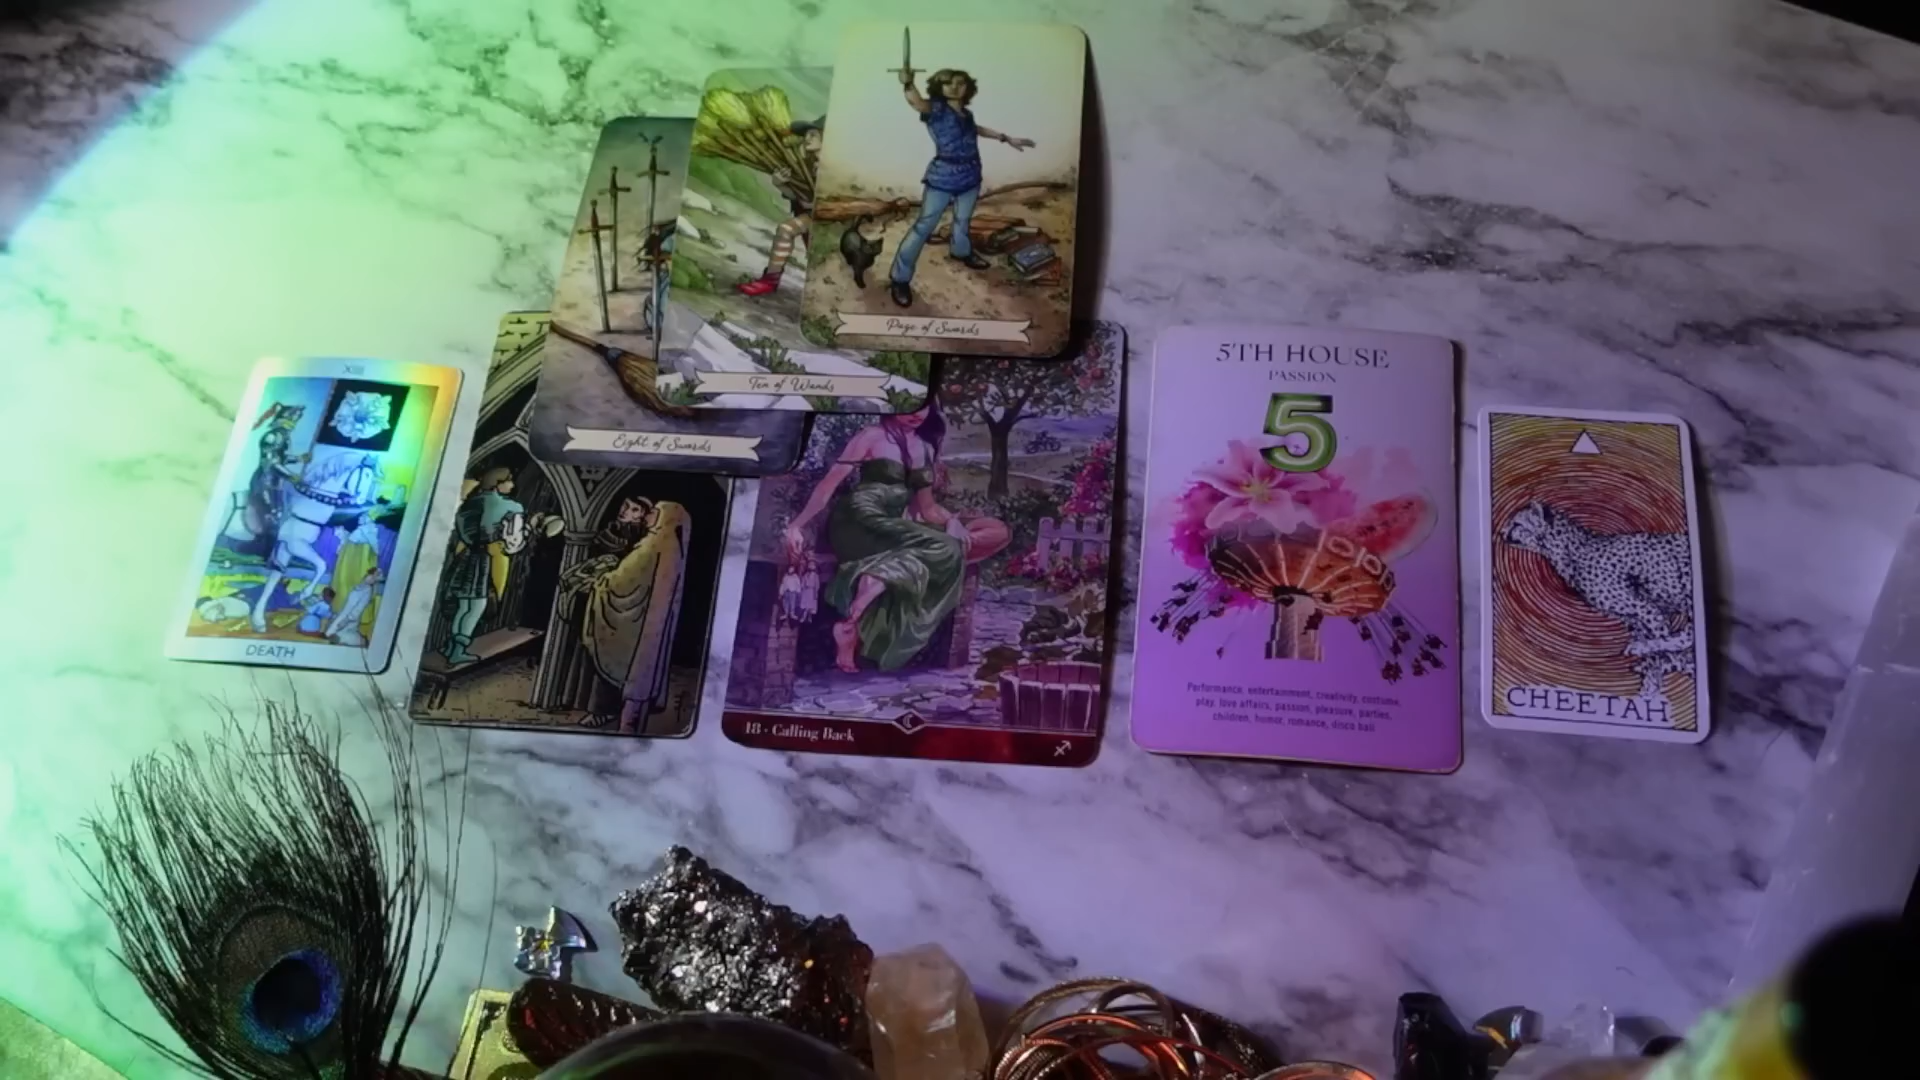 Page of Swords
Ten of Wands
Eight of Swords
XIII
DEATH
18 · Calling Back
5TH HOUSE
PASSION
5
Performance, entertainment, creativity, costume,
play, love affairs, passion, pleasure, parties,
children, humor, romance, disco ball
CHEETAH